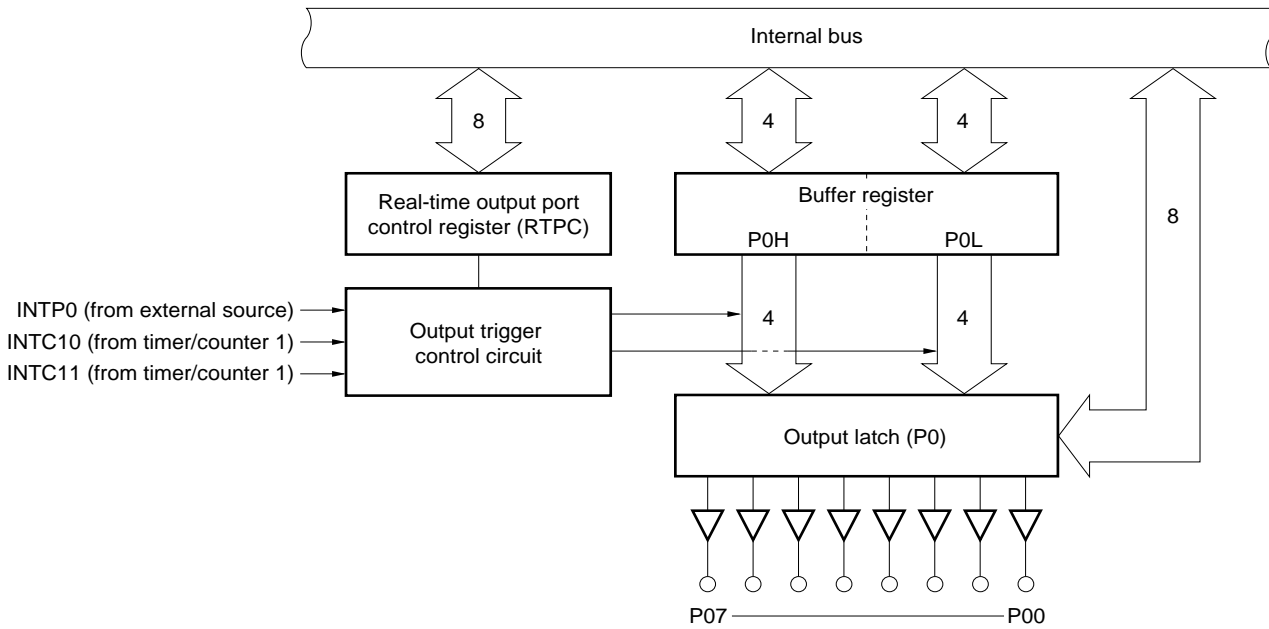 Internal bus
8
4
4
8
Real-time output port
control register (RTPC)
Buffer register
P0H
P0L
INTP0 (from external source)
INTC10 (from timer/counter 1)
INTC11 (from timer/counter 1)
Output trigger
control circuit
4
4
Output latch (P0)
P07
P00